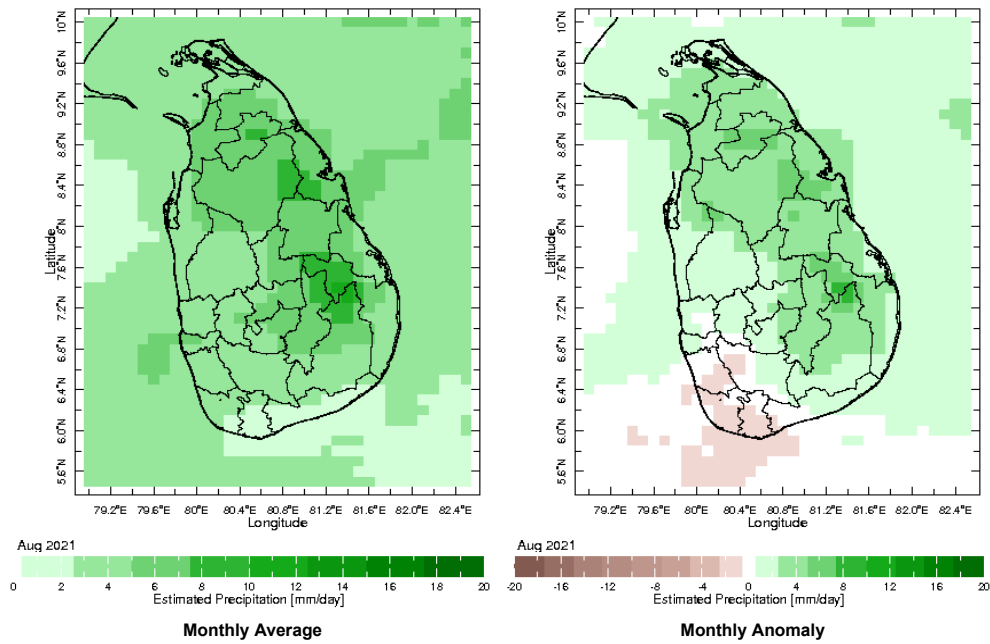 10°N
9.6°N
9.2°N
8.8°N
8.4°N
8°N
7.6°N
7.2°N
6.8°N
6.4°N
6.0°N
5.6°N
Latitude
79.2°E 79.6°E 80°E 80.4°E 80.8°E 81.2°E 81.6°E 82.0°E 82.4°E
Longitude
Aug 2021
0 2 4 6 8 10 12 14 16 18 20
Estimated Precipitation [mm/day]
Monthly Average
10°N
9.6°N
9.2°N
8.8°N
8.4°N
8°N
7.6°N
7.2°N
6.8°N
6.4°N
6.0°N
5.6°N
Latitude
79.2°E 79.6°E 80°E 80.4°E 80.8°E 81.2°E 81.6°E 82.0°E 82.4°E
Longitude
Aug 2021
-20 -16 -12 -8 -4 0 4 8 12 16 20
Estimated Precipitation [mm/day]
Monthly Anomaly